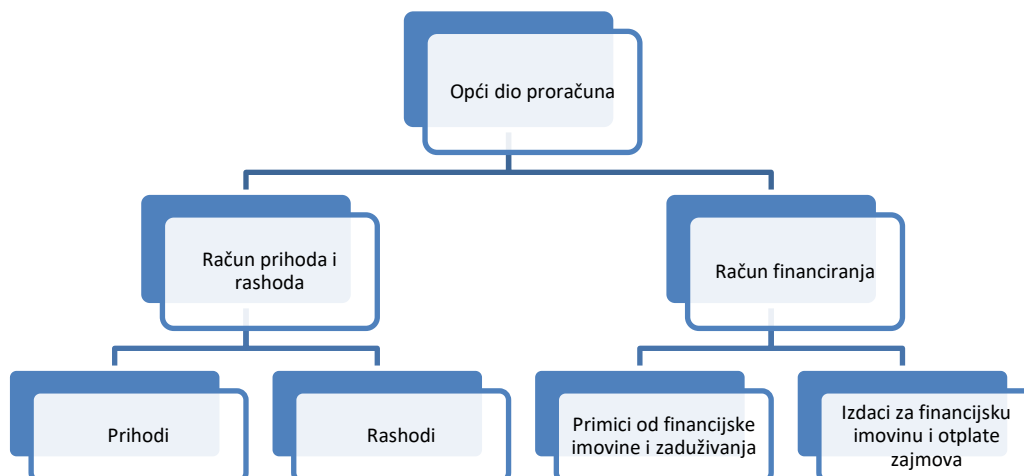 Opći dio proračuna
Račun prihoda i
rashoda
Račun financiranja
Prihodi
Rashodi
Primici od financijske
imovine i zaduživanja
Izdaci za financijsku
imovinu i otplate
zajmova